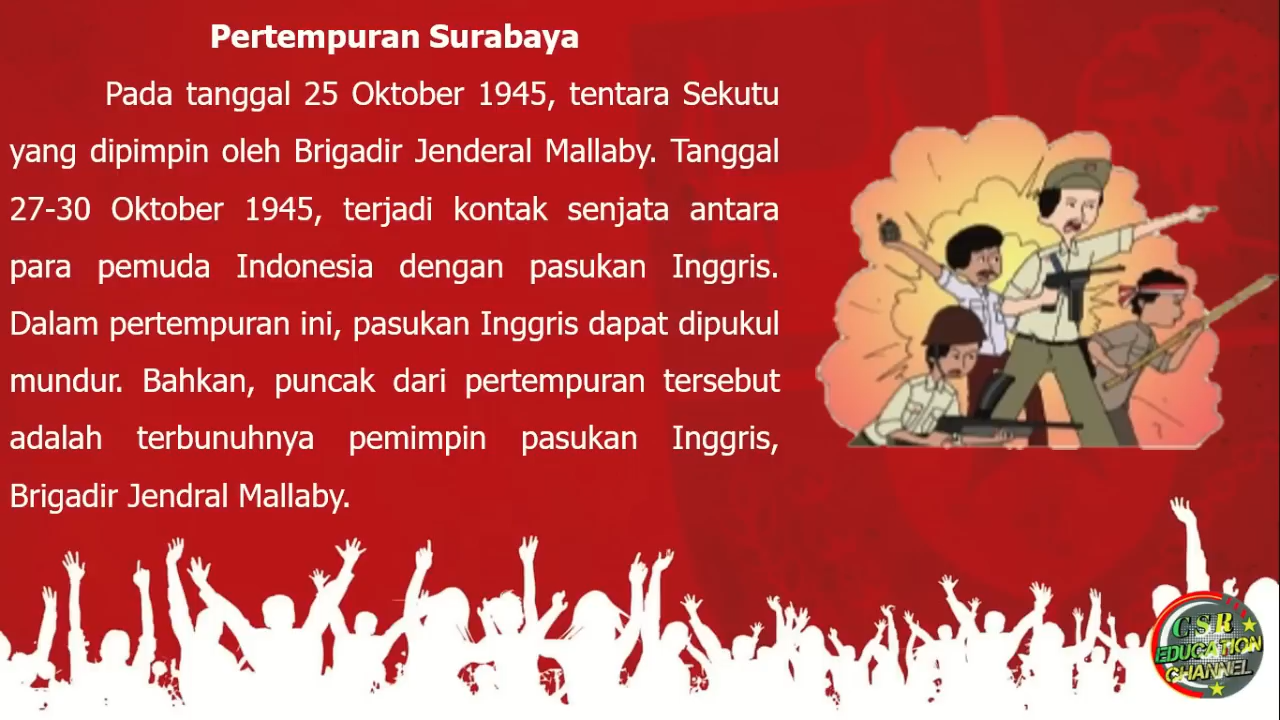 Pertempuran Surabaya
Pada tanggal 25 Oktober 1945, tentara Sekutu
yang dipimpin oleh Brigadir Jenderal Mallaby. Tanggal
27-30 Oktober 1945, terjadi kontak senjata antara
para pemuda Indonesia dengan pasukan Inggris.
Dalam pertempuran ini, pasukan Inggris dapat dipukul
mundur. Bahkan, puncak dari pertempuran tersebut
adalah terbunuhnya pemimpin pasukan Inggris,
Brigadir Jendral Mallaby.
CSR
EDUCATION
CHANNEL